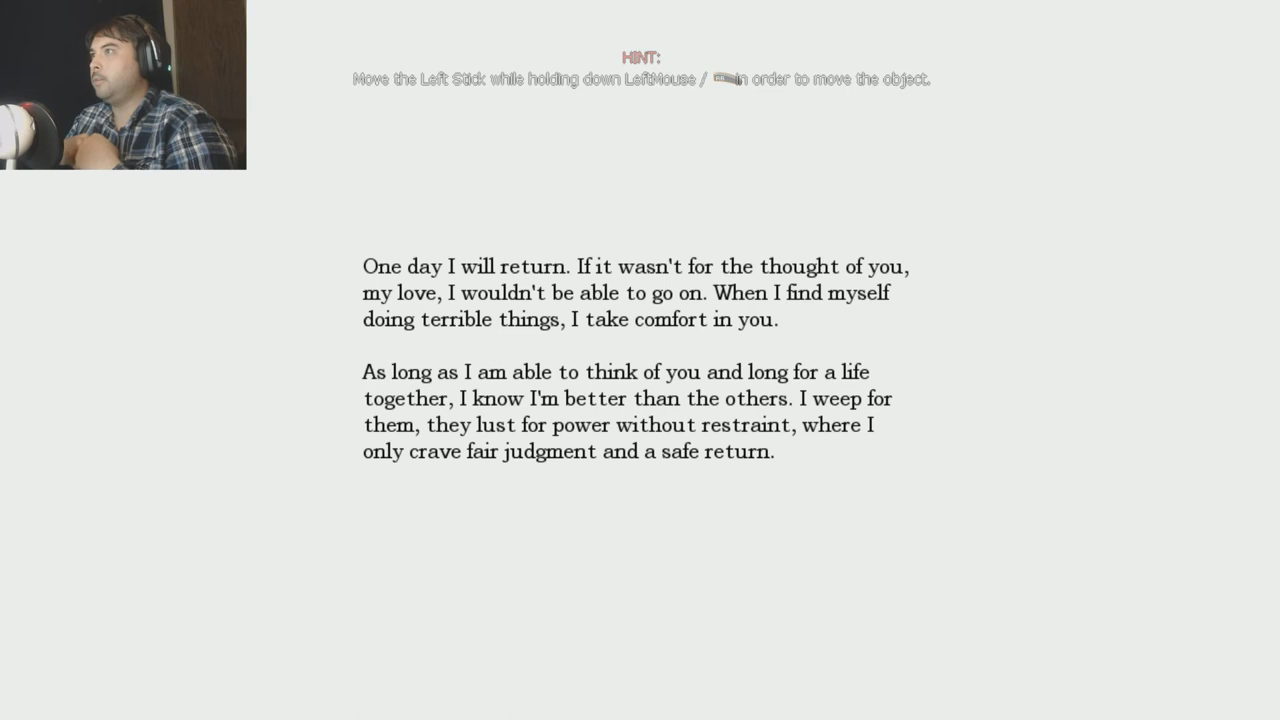 HINT:
Move the Left Stick while holding down LeftMouse / in order to move the object.
One day I will return. If it wasn't for the thought of you,
my love, I wouldn't be able to go on. When I find myself
doing terrible things, I take comfort in you.
As long as I am able to think of you and long for a life
together, I know I'm better than the others. I weep for
them, they lust for power without restraint, where I
only crave fair judgment and a safe return.